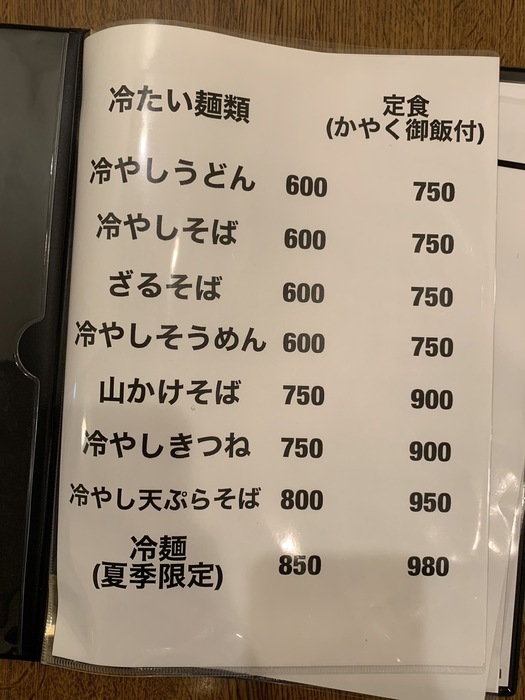 冷たい麺類 定食
(かやく御飯付)
冷やしうどん 600 750
冷やしそば 600 750
ざるそば 600 750
冷やしそうめん 600 750
山かけそば 750 900
冷やしきつね 750 900
冷やし天ぷらそば 800 950
冷麺
(夏季限定) 850 980